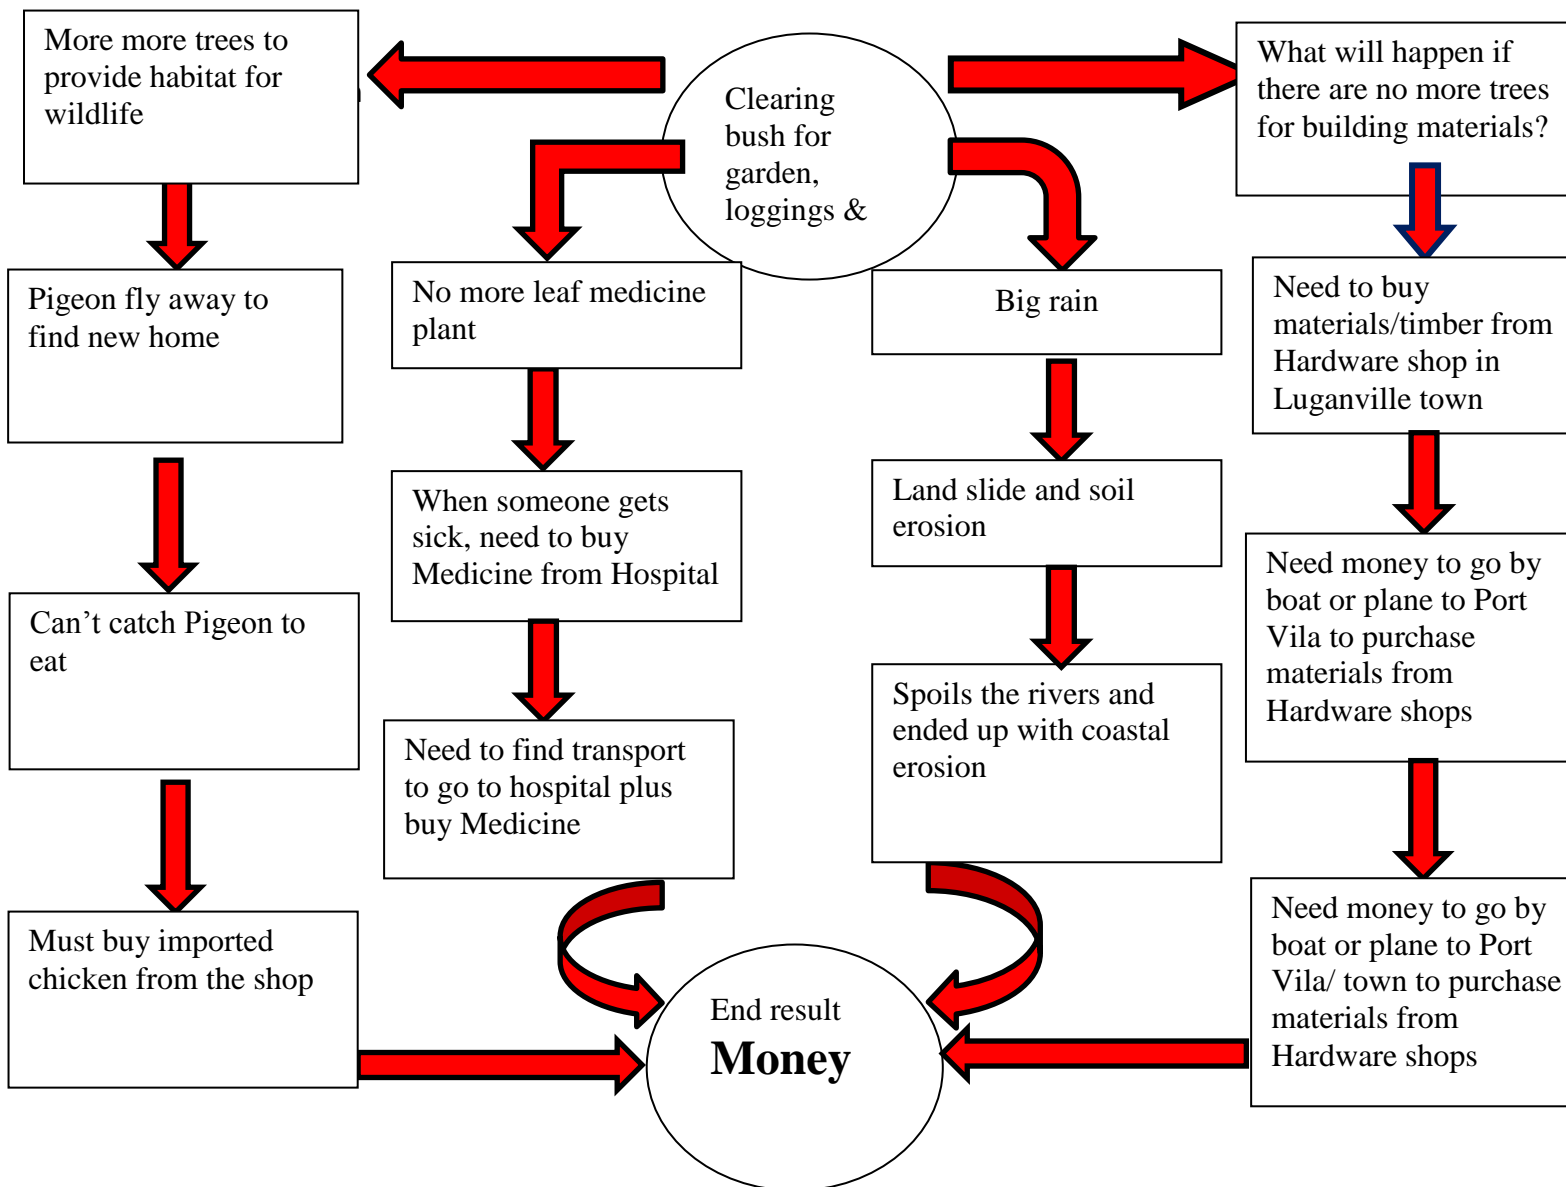 More more trees to
provide habitat for
wildlife
Clearing
bush for
garden,
loggings &
What will happen if
there are no more trees
for building materials?
Pigeon fly away to
find new home
No more leaf medicine
plant
Big rain
Need to buy
materials/timber from
Hardware shop in
Luganville town
When someone gets
sick, need to buy
Medicine from Hospital
Land slide and soil
erosion
Need money to go by
boat or plane to Port
Vila to purchase
materials from
Hardware shops
Can’t catch Pigeon to
eat
Need to find transport
to go to hospital plus
buy Medicine
Spoils the rivers and
ended up with coastal
erosion
Must buy imported
chicken from the shop
Need money to go by
boat or plane to Port
Vila/ town to purchase
materials from
Hardware shops
End result
Money